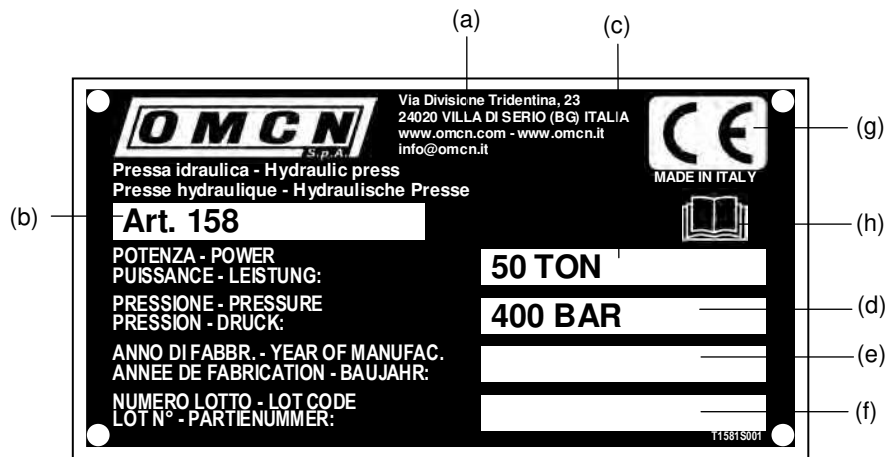 (a)
(c)
OMCN
S.p.A.
Via Divisione Tridentina, 23
24020 VILLA DI SERIO (BG) ITALIA
www.omcn.com - www.omcn.it
info@omcn.it
CE
(g)
MADE IN ITALY
Pressa idraulica - Hydraulic press
Presse hydraulique - Hydraulische Presse
(b)
Art. 158
(h)
POTENZA - POWER
PUISSANCE - LEISTUNG:
50 TON
PRESSIONE - PRESSURE
PRESSION - DRUCK:
400 BAR
(d)
ANNO DI FABBR. - YEAR OF MANUFAC.
ANNEE DE FABRICATION - BAUJAHR:
(e)
NUMERO LOTTO - LOT CODE
LOT N° - PARTIENUMMER:
(f)
T1581S001